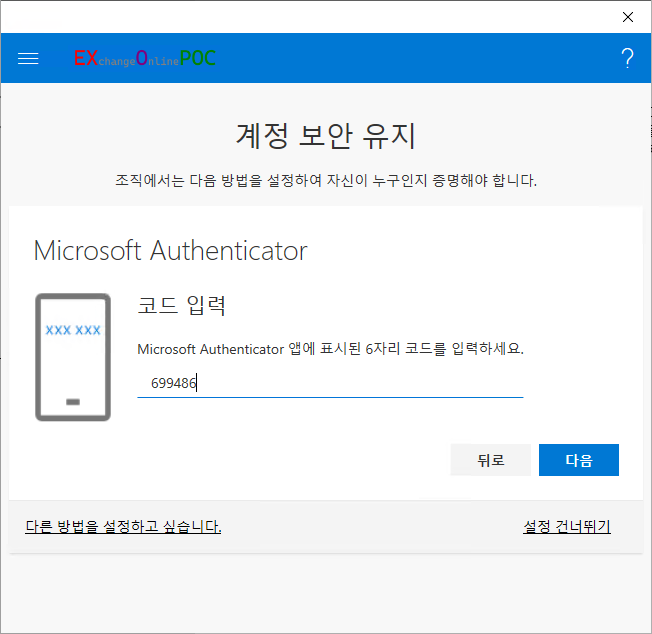 EXchangeOnlinePOC
?
계정 보안 유지
조직에서는 다음 방법을 설정하여 자신이 누구인지 증명해야 합니다.
Microsoft Authenticator
XXX XXX
코드 입력
Microsoft Authenticator 앱에 표시된 6자리 코드를 입력하세요.
699486
뒤로
다음
다른 방법을 설정하고 싶습니다.
설정 건너뛰기